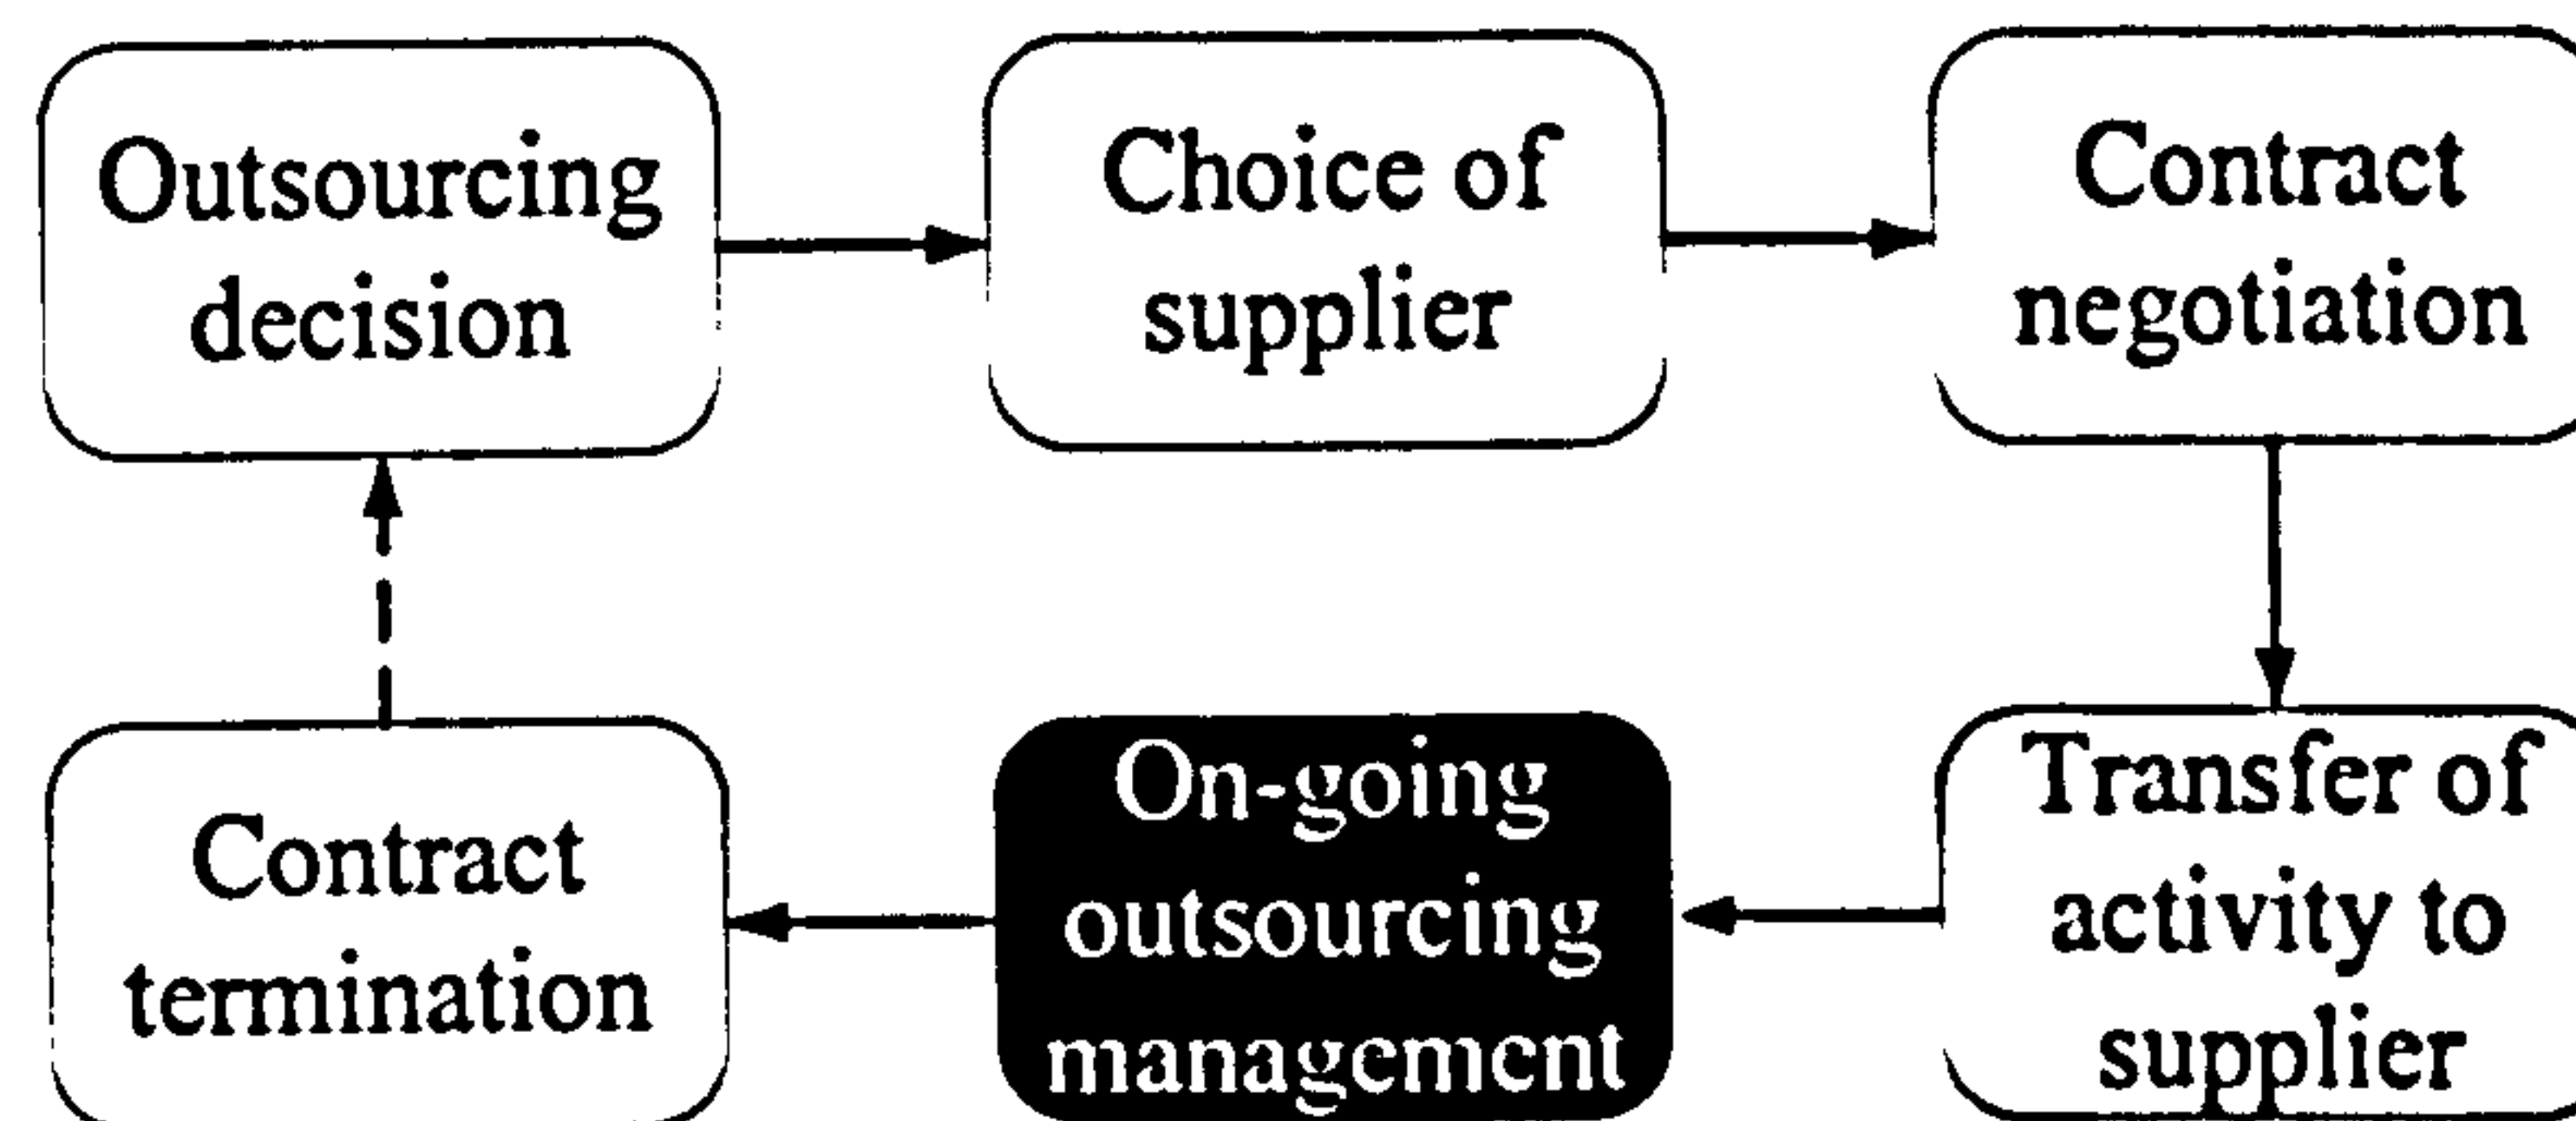 Outsourcing
decision
Choice of
supplier
Contract
negotiation
Transfer of
activity to
supplier
On-going
outsourcing
management
Contract
termination